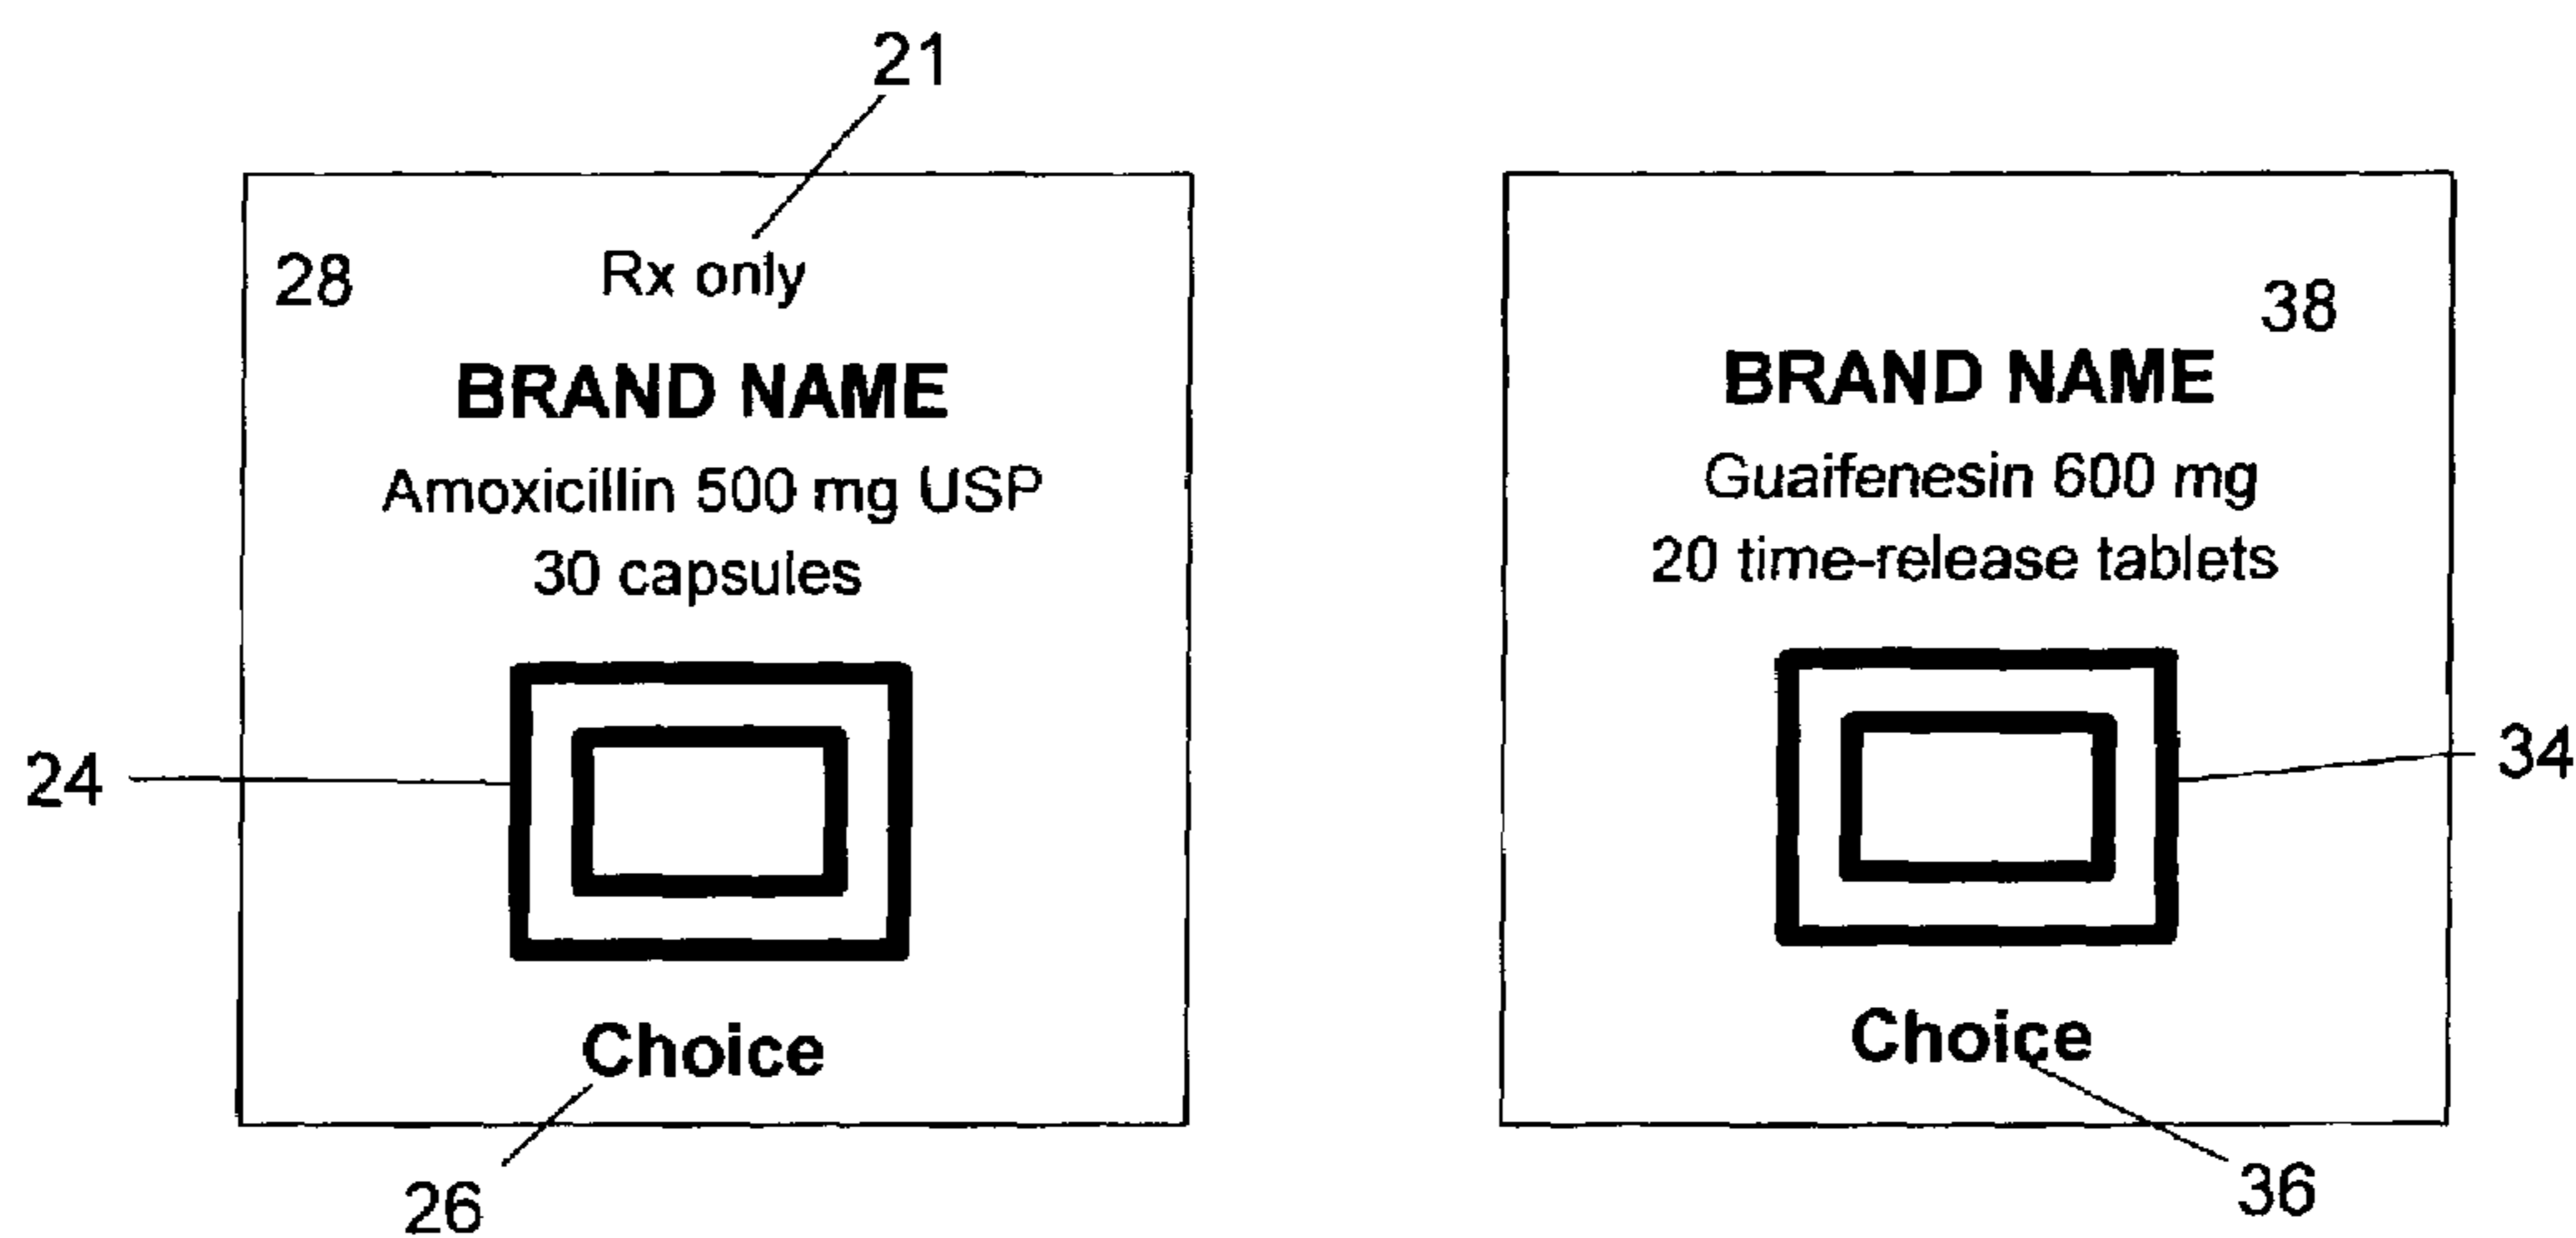 21
28
Rx only
BRAND NAME
Amoxicillin 500 mg USP
30 capsules
24
Choice
26
38
BRAND NAME
Guaifenesin 600 mg
20 time-release tablets
34
Choice
36